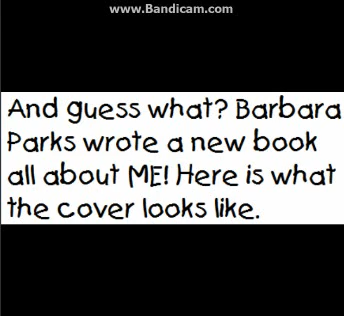 www.Bandicam.com
And guess what? Barbara
Parks wrote a new book
all about ME! Here is what
the cover looks like.